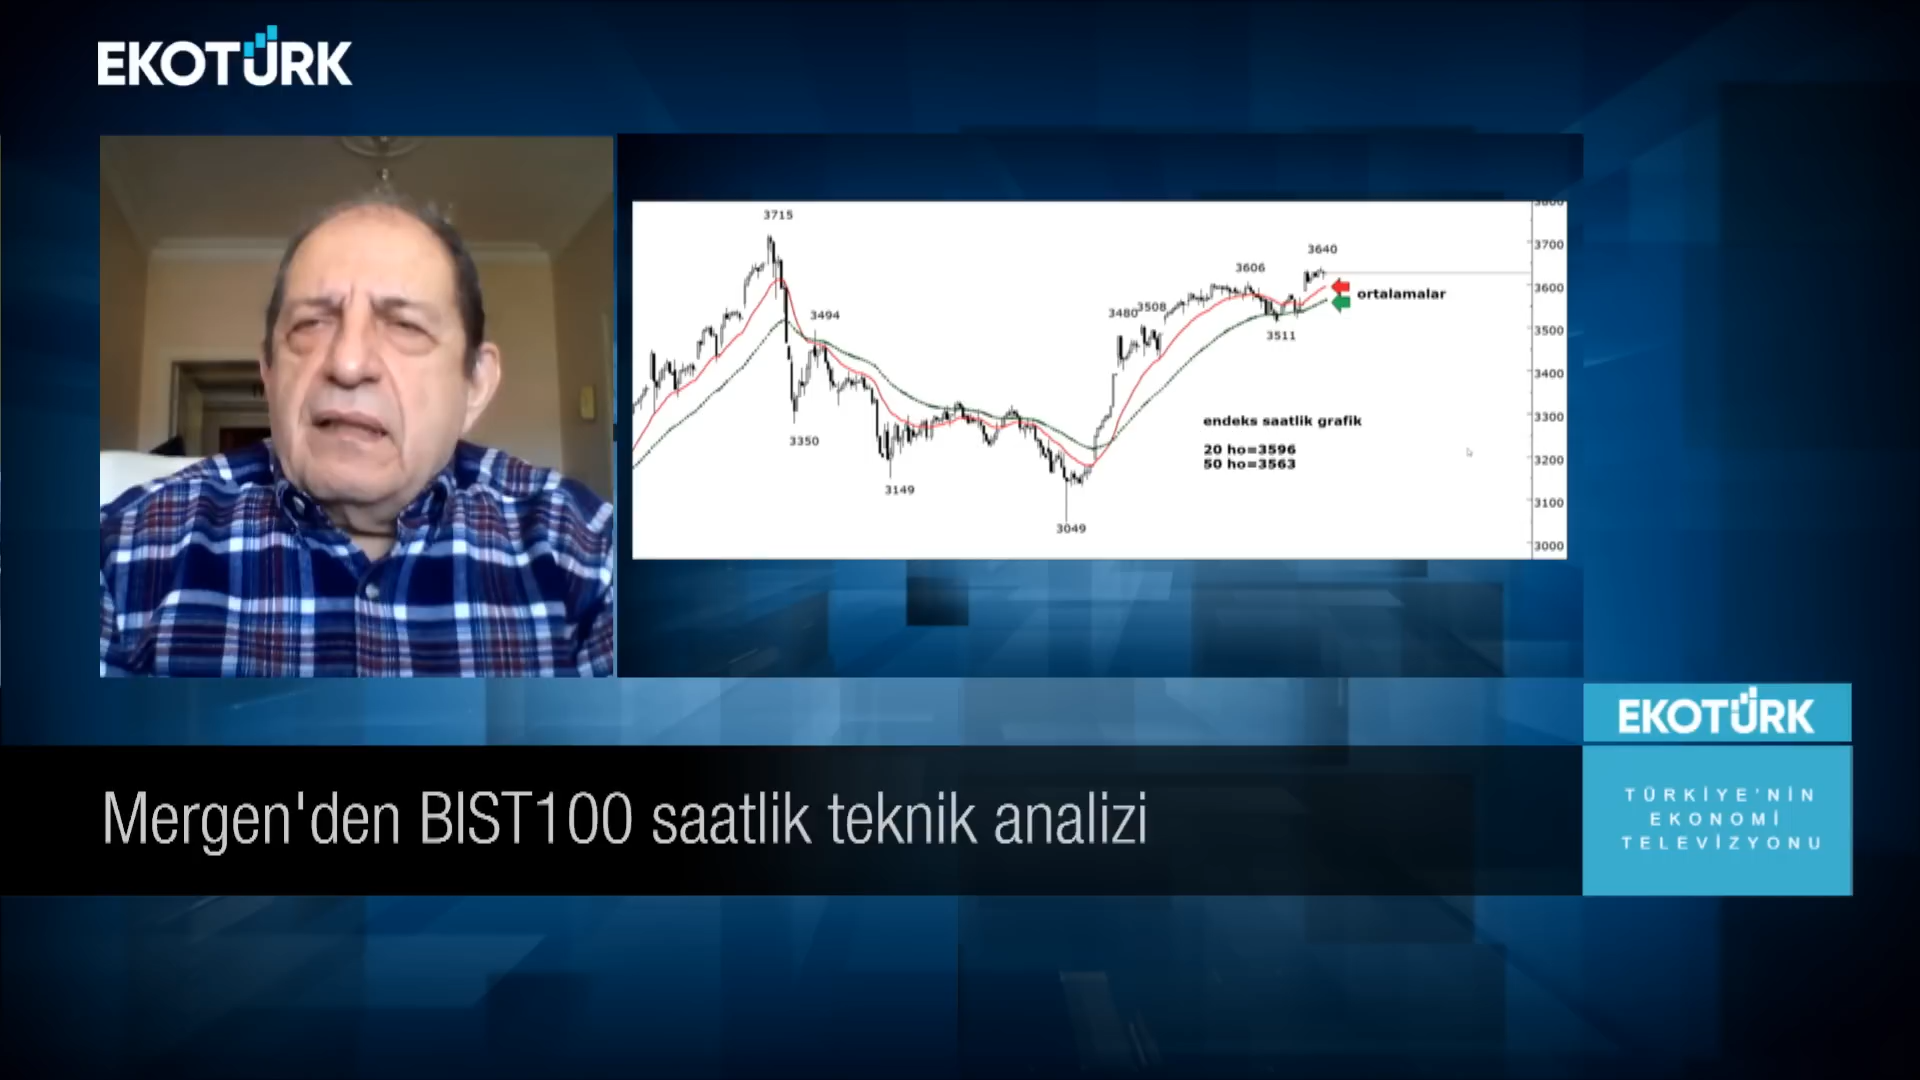 EKOTÜRK
3715
3494
3350
3149
3049
3480
3508
3606
3511
3640
ortalamalar
endeks saatlik grafik
20 ho=3596
50 ho=3563
3800
3700
3600
3500
3400
3300
3200
3100
3000
EKOTÜRK
Mergen'den BIST100 saatlik teknik analizi
TÜRKİYE'NİN
EKONOMİ
TELEVİZYONU